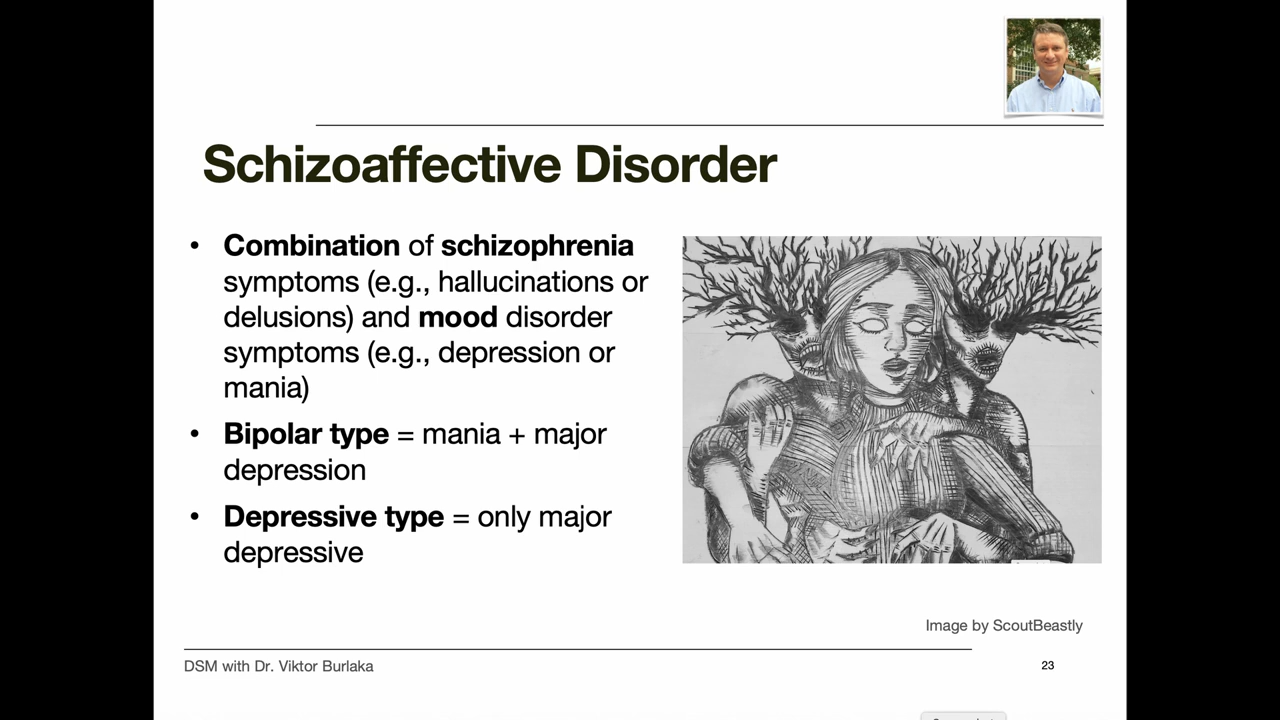 Schizoaffective Disorder
• Combination of schizophrenia
symptoms (e.g., hallucinations or
delusions) and mood disorder
symptoms (e.g., depression or
mania)
• Bipolar type = mania + major
depression
• Depressive type = only major
depressive
Image by ScoutBeastly
DSM with Dr. Viktor Burlaka
23